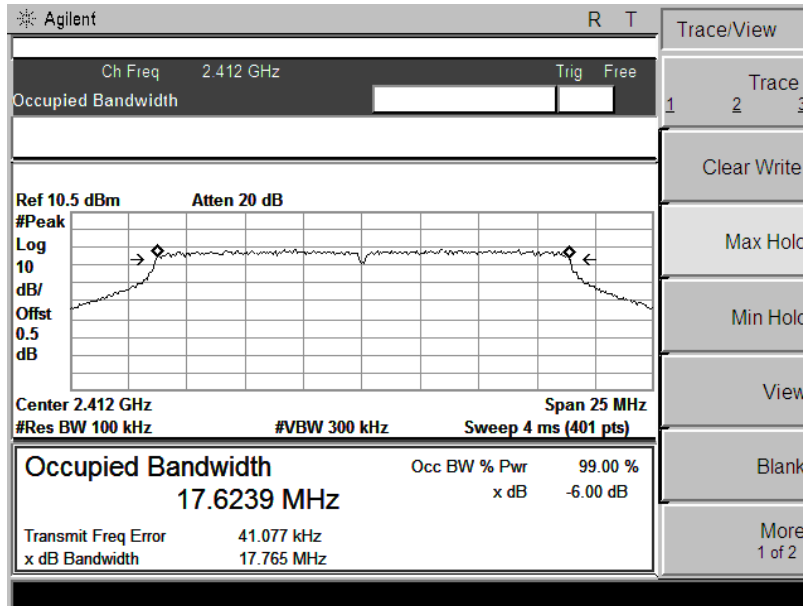 Agilent R T
Trace/View
Ch Freq 2.412 GHz Trig Free
Occupied Bandwidth
Trace
1 2 3
Clear Write
Max Hold
Min Hold
View
Blank
More
1 of 2
Ref 10.5 dBm Atten 20 dB
#Peak
Log
10
dB/
Offst
0.5
dB
Center 2.412 GHz Span 25 MHz
#Res BW 100 kHz #VBW 300 kHz Sweep 4 ms (401 pts)
Occupied Bandwidth Occ BW % Pwr 99.00 %
17.6239 MHz x dB -6.00 dB
Transmit Freq Error 41.077 kHz
x dB Bandwidth 17.765 MHz